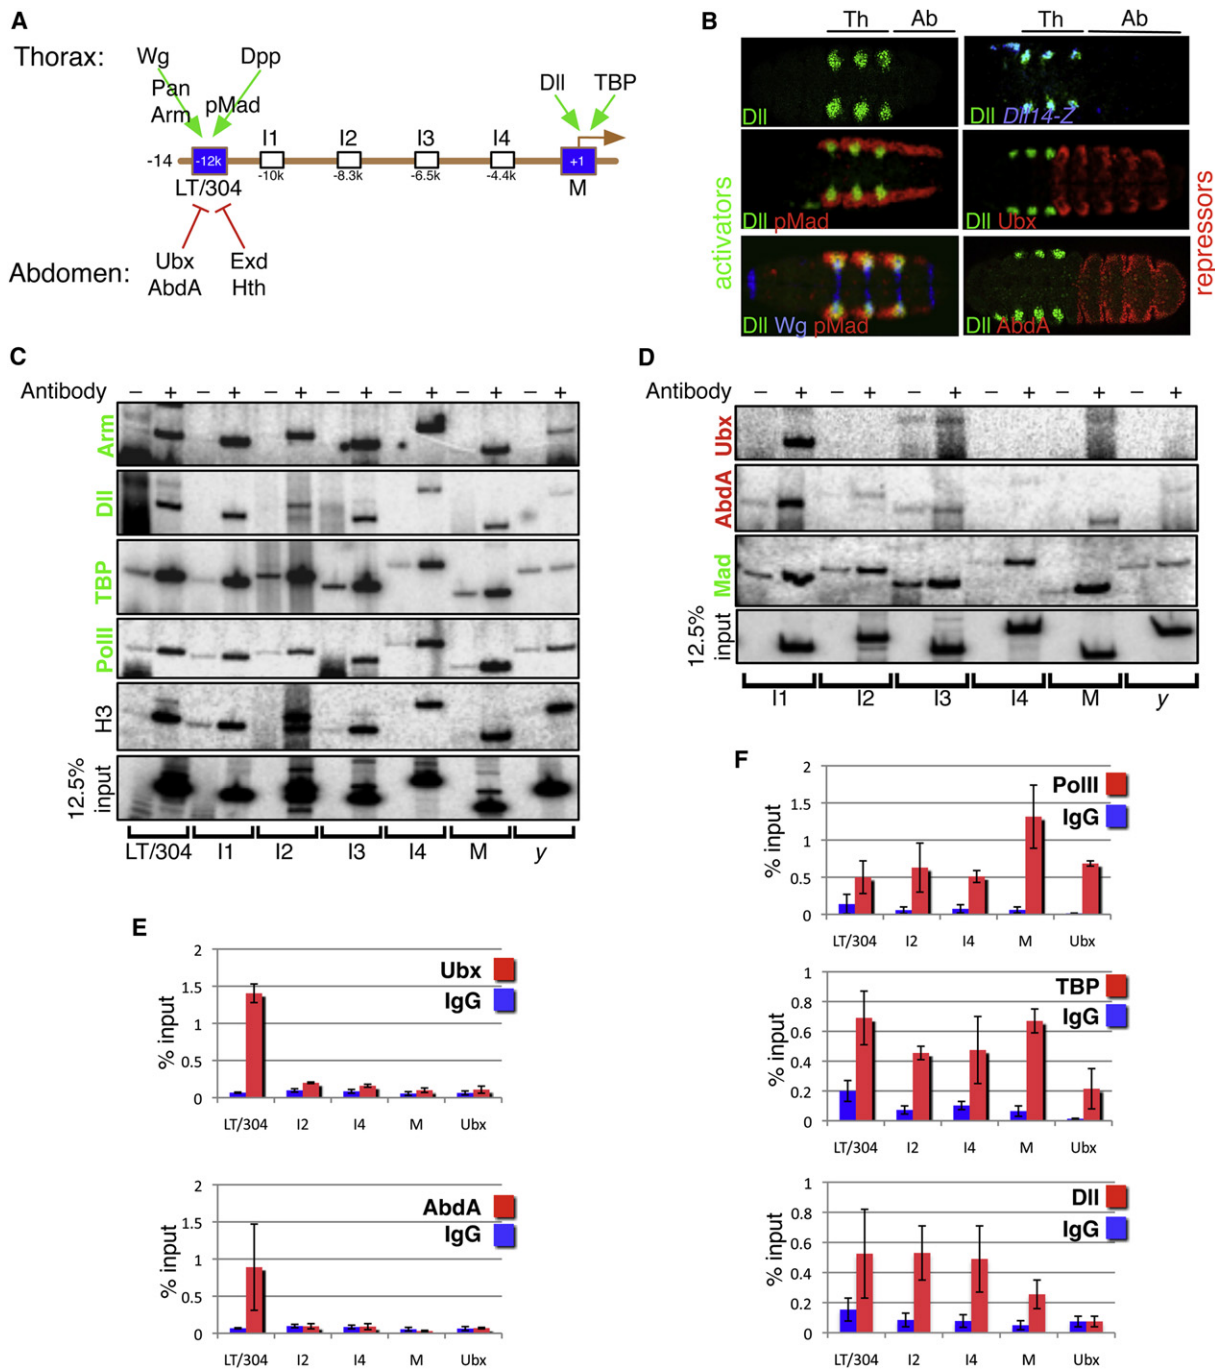 A
Thorax:
Wg
Dpp
Pan
Arm
pMad
Dll
TBP
I1
I2
I3
I4
-14
-12k
+1
-10k
-8.3k
-6.5k
-4.4k
LT/304
M
Abdomen:
Ubx
AbdA
Exd
Hth
B
Th
Ab
Th
Ab
activators
repressors
Dll
Dll Dll14-Z
Dll pMad
Dll Ubx
Dll Wg pMad
Dll AbdA
C
Antibody – + – + – + – + – + – + – +
Arm
Dll
TBP
PolII
H3
12.5%
input
LT/304 I1 I2 I3 I4 M y
D
Antibody – + – + – + – + – + – +
Ubx
AbdA
Mad
12.5%
input
I1 I2 I3 I4 M y
E
% input
2
1.5
1
0.5
0
Ubx
IgG
LT/304 I2 I4 M Ubx
% input
2
1.5
1
0.5
0
AbdA
IgG
LT/304 I2 I4 M Ubx
F
% input
2
1.5
1
0.5
0
PolII
IgG
LT/304 I2 I4 M Ubx
% input
1
0.8
0.6
0.4
0.2
0
TBP
IgG
LT/304 I2 I4 M Ubx
% input
1
0.8
0.6
0.4
0.2
0
Dll
IgG
LT/304 I2 I4 M Ubx